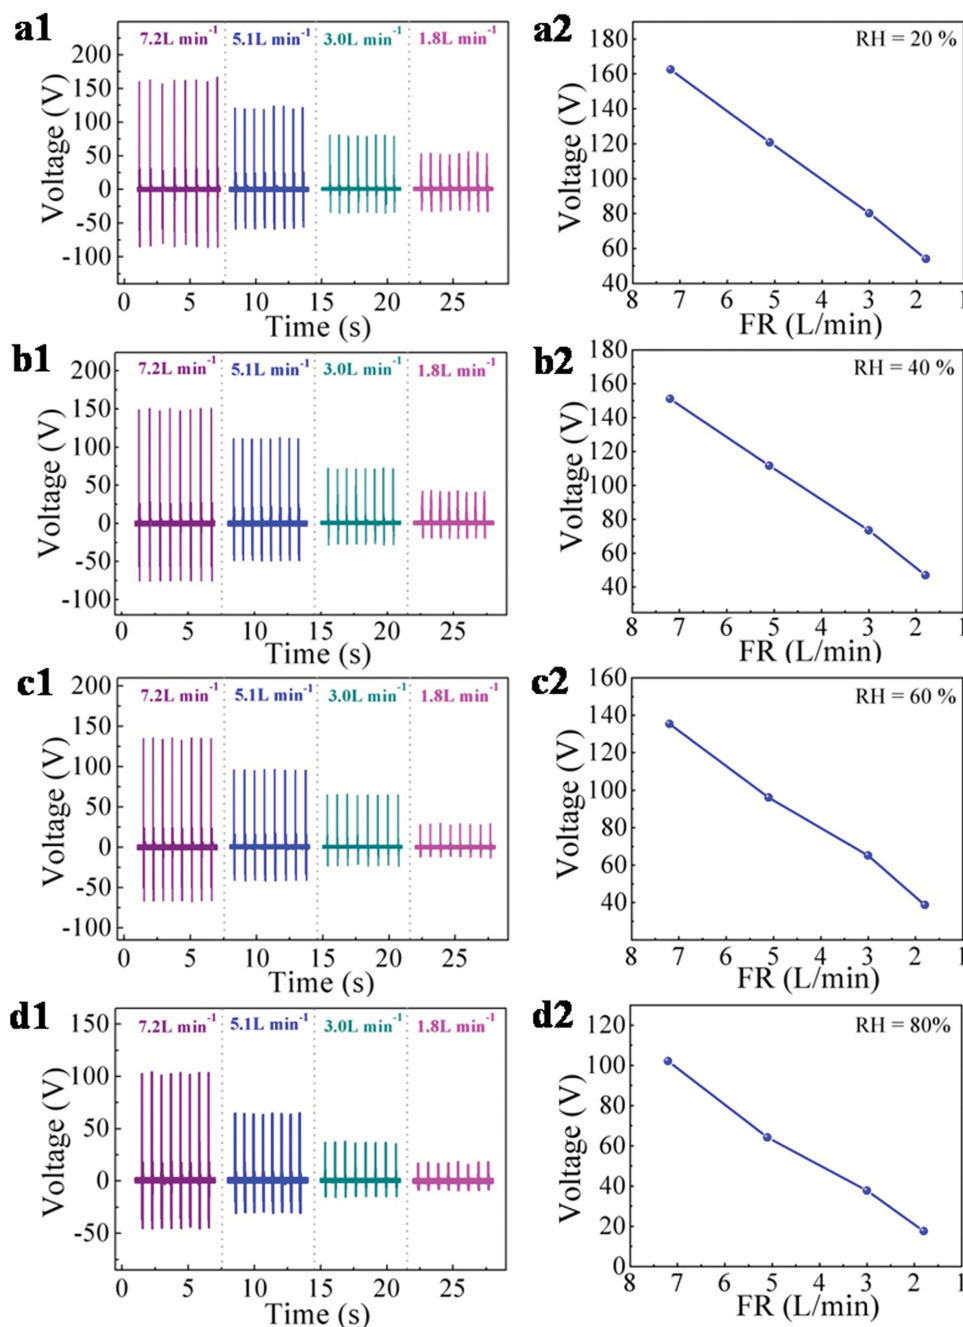 a1
7.2L min-1 5.1L min-1 3.0L min-1 1.8L min-1
Voltage (V)
200
150
100
50
0
-50
-100
0 5 10 15 20 25
Time (s)
a2
RH = 20 %
Voltage (V)
180
160
140
120
100
80
60
40
8 7 6 5 4 3 2 1
FR (L/min)
b1
7.2L min-1 5.1L min-1 3.0L min-1 1.8L min-1
Voltage (V)
200
150
100
50
0
-50
-100
0 5 10 15 20 25
Time (s)
b2
RH = 40 %
Voltage (V)
180
160
140
120
100
80
60
40
8 7 6 5 4 3 2 1
FR (L/min)
c1
7.2L min-1 5.1L min-1 3.0L min-1 1.8L min-1
Voltage (V)
200
150
100
50
0
-50
-100
0 5 10 15 20 25
Time (s)
c2
RH = 60 %
Voltage (V)
160
140
120
100
80
60
40
8 7 6 5 4 3 2 1
FR (L/min)
d1
7.2L min-1 5.1L min-1 3.0L min-1 1.8L min-1
Voltage (V)
150
100
50
0
-50
0 5 10 15 20 25
Time (s)
d2
RH = 80%
Voltage (V)
120
100
80
60
40
20
0
8 7 6 5 4 3 2 1
FR (L/min)